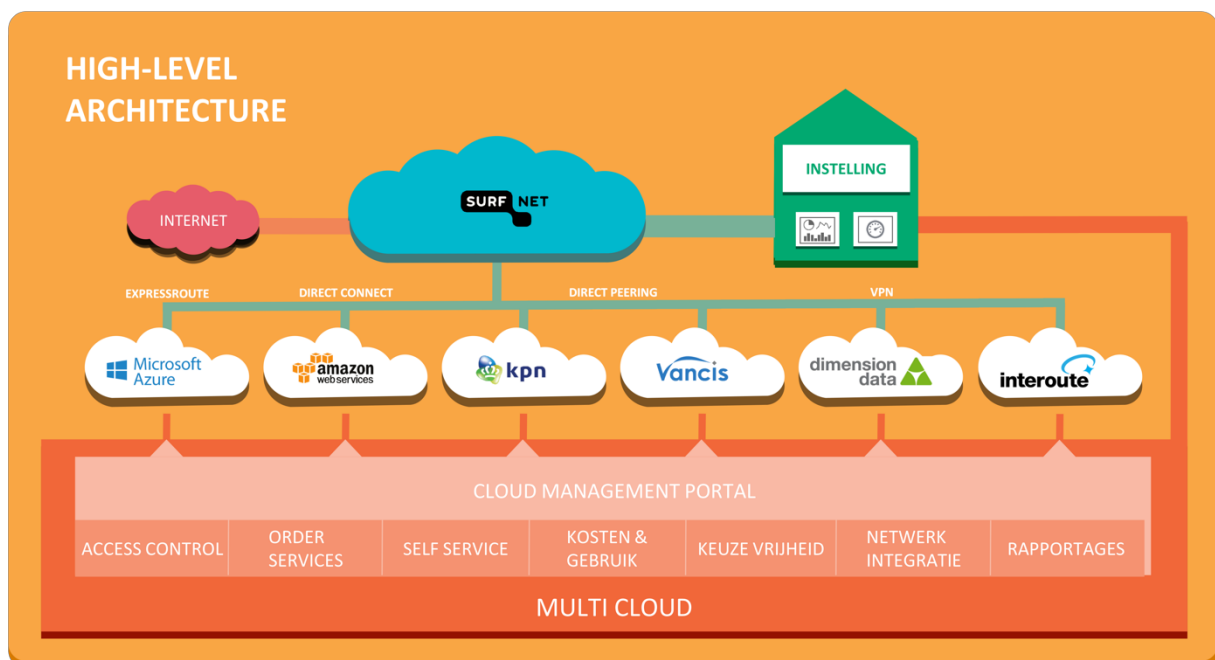 HIGH-LEVEL
ARCHITECTURE
INTERNET
SURF NET
INSTELLING
EXPRESSROUTE
DIRECT CONNECT
DIRECT PEERING
VPN
Microsoft
Azure
amazon
web services
kpn
Vancis
dimension
data
interoute
CLOUD MANAGEMENT PORTAL
ACCESS CONTROL
ORDER
SERVICES
SELF SERVICE
KOSTEN &
GEBRUIK
KEUZE VRIJHEID
NETWERK
INTEGRATIE
RAPPORTAGES
MULTI CLOUD